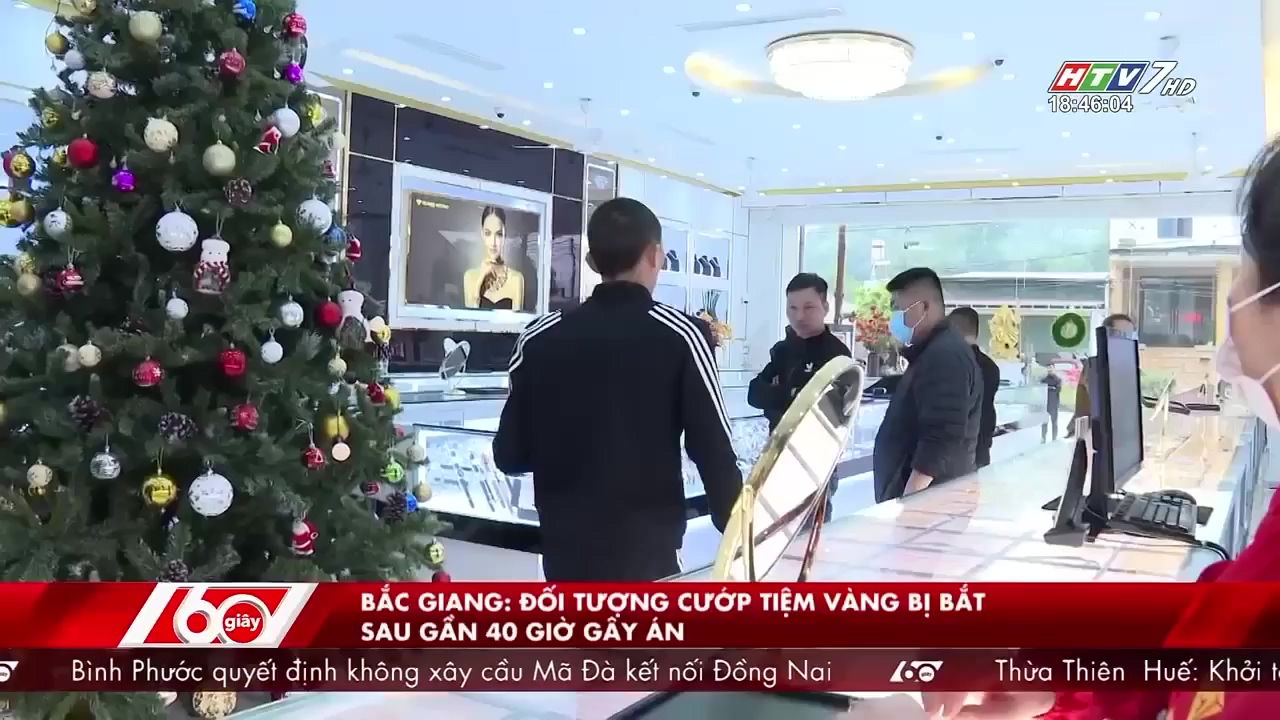 HTV7 HD
18:46:04
60 giây
BẮC GIANG: ĐỐI TƯỢNG CƯỚP TIỆM VÀNG BỊ BẮT
SAU GẦN 40 GIỜ GÂY ÁN
Bình Phước quyết định không xây cầu Mã Đà kết nối Đồng Nai 60 Thừa Thiên Huế: Khởi